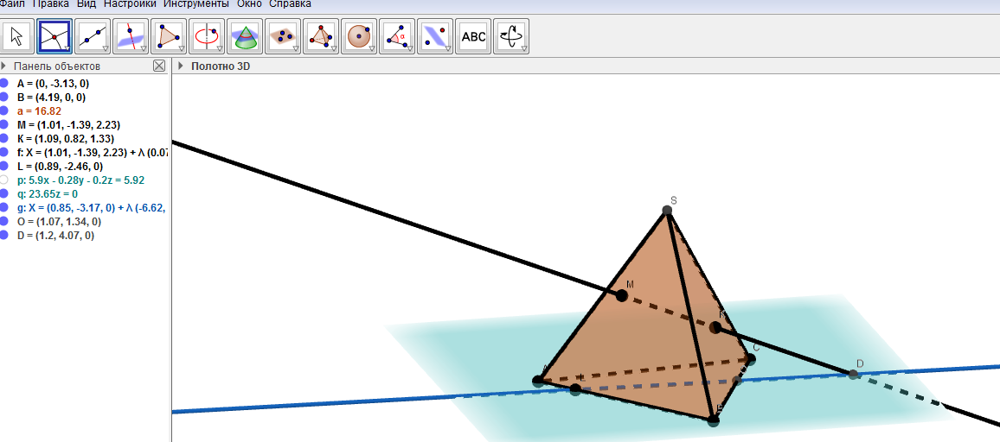 Файл Правка Вид Настройки Инструменты Окно Справка
ABC
Панель объектов
Полотно 3D
A = (0, -3.13, 0)
B = (4.19, 0, 0)
a = 16.82
M = (1.01, -1.39, 2.23)
K = (1.09, 0.82, 1.33)
f: X = (1.01, -1.39, 2.23) + λ (0.07
L = (0.89, -2.46, 0)
p: 5.9x - 0.28y - 0.2z = 5.92
q: 23.65z = 0
g: X = (0.85, -3.17, 0) + λ (-6.62,
O = (1.07, 1.34, 0)
D = (1.2, 4.07, 0)
S
M
C
D
L